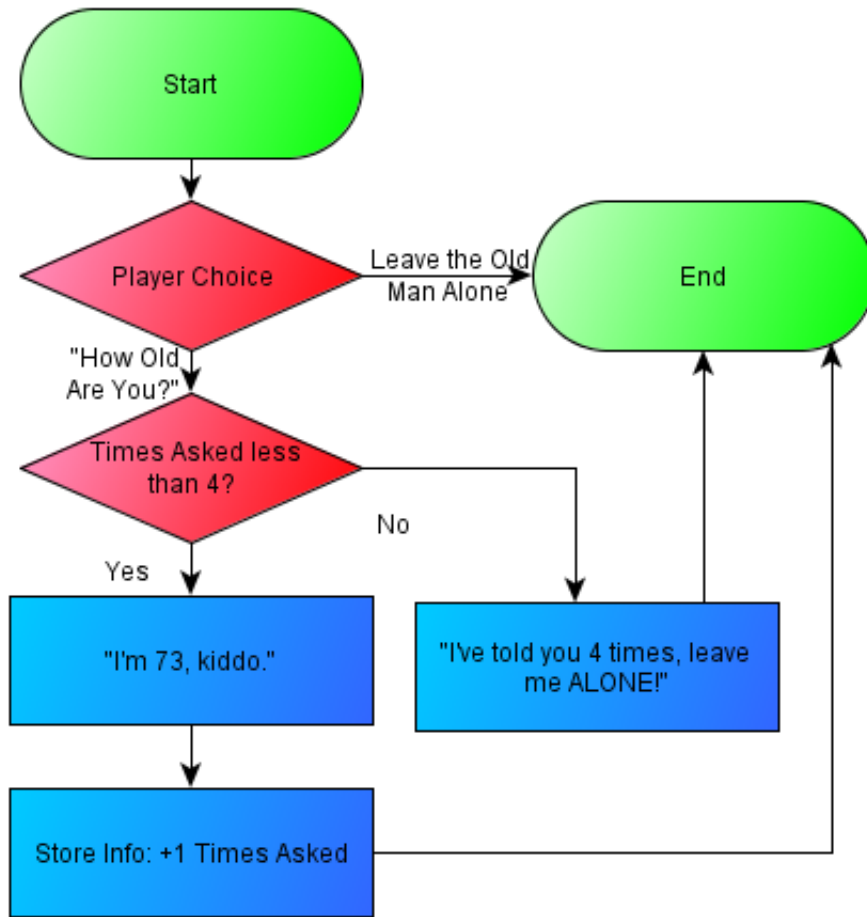 Start
Player Choice
Leave the Old
Man Alone
End
"How Old
Are You?"
Times Asked less
than 4?
No
Yes
"I'm 73, kiddo."
"I've told you 4 times, leave
me ALONE!"
Store Info: +1 Times Asked